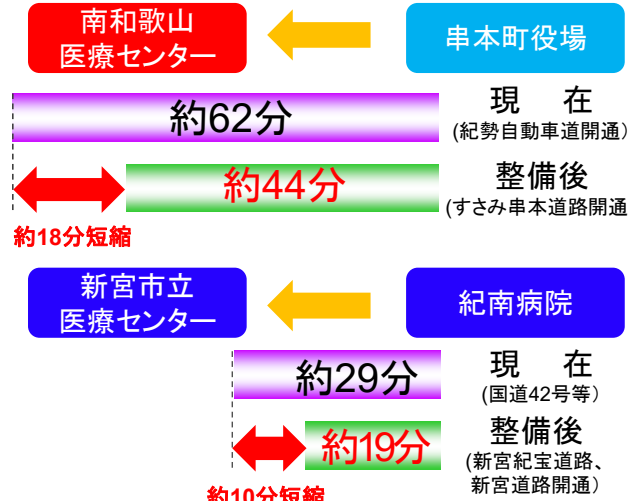 南和歌山
医療センター
串本町役場
約62分
現　在
(紀勢自動車道開通)
約44分
整備後
(すさみ串本道路開通
約18分短縮
新宮市立
医療センター
紀南病院
約29分
現　在
(国道42号等)
約19分
整備後
(新宮紀宝道路、
新宮道路開通)
約10分短縮